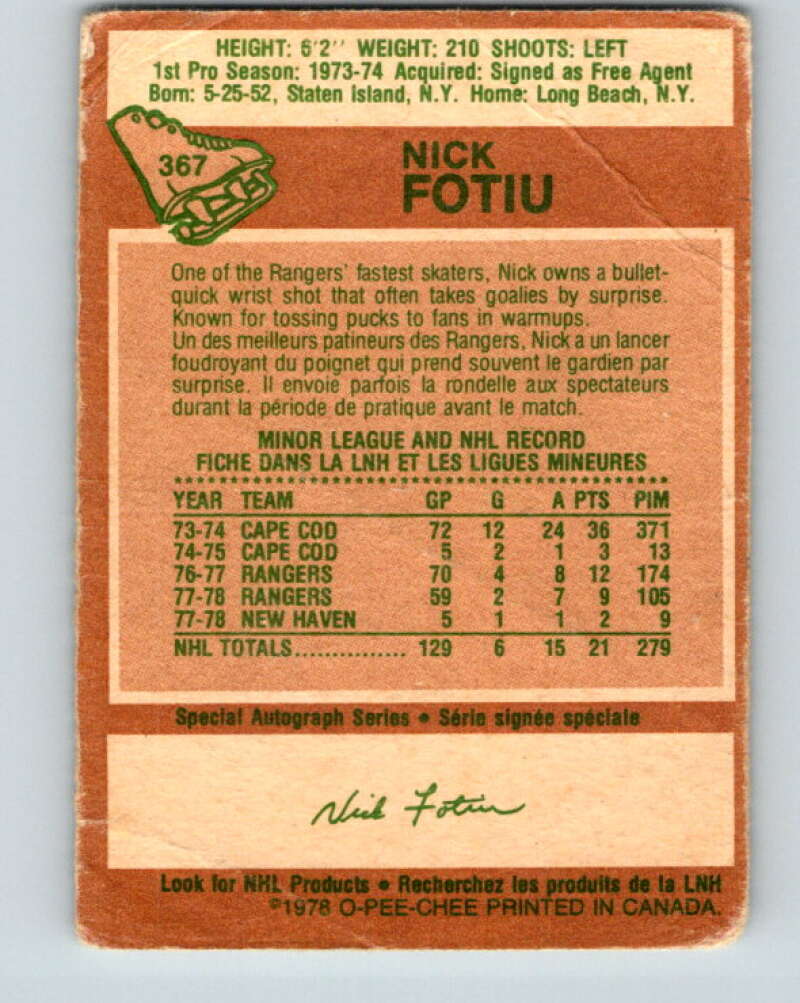 HEIGHT: 6'2'' WEIGHT: 210 SHOOTS: LEFT
1st Pro Season: 1973-74 Acquired: Signed as Free Agent
Born: 5-25-52, Staten Island, N.Y. Home: Long Beach, N.Y.
367
NICK
FOTIU
One of the Rangers' fastest skaters, Nick owns a bullet-
quick wrist shot that often takes goalies by surprise.
Known for tossing pucks to fans in warmups.
Un des meilleurs patineurs des Rangers, Nick a un lancer
foudroyant du poignet qui prend souvent le gardien par
surprise. Il envoie parfois la rondelle aux spectateurs
durant la période de pratique avant le match.
MINOR LEAGUE AND NHL RECORD
FICHE DANS LA LNH ET LES LIGUES MINEURES
YEAR TEAM GP G A PTS PIM
73-74 CAPE COD 72 12 24 36 371
74-75 CAPE COD 5 2 1 3 13
76-77 RANGERS 70 4 8 12 174
77-78 RANGERS 59 2 7 9 105
77-78 NEW HAVEN 5 1 1 2 9
NHL TOTALS............... 129 6 15 21 279
Special Autograph Series • Série signée spéciale
Nick Fotiu
Look for NHL Products • Recherchez les produits de la LNH
©1978 O-PEE-CHEE PRINTED IN CANADA.